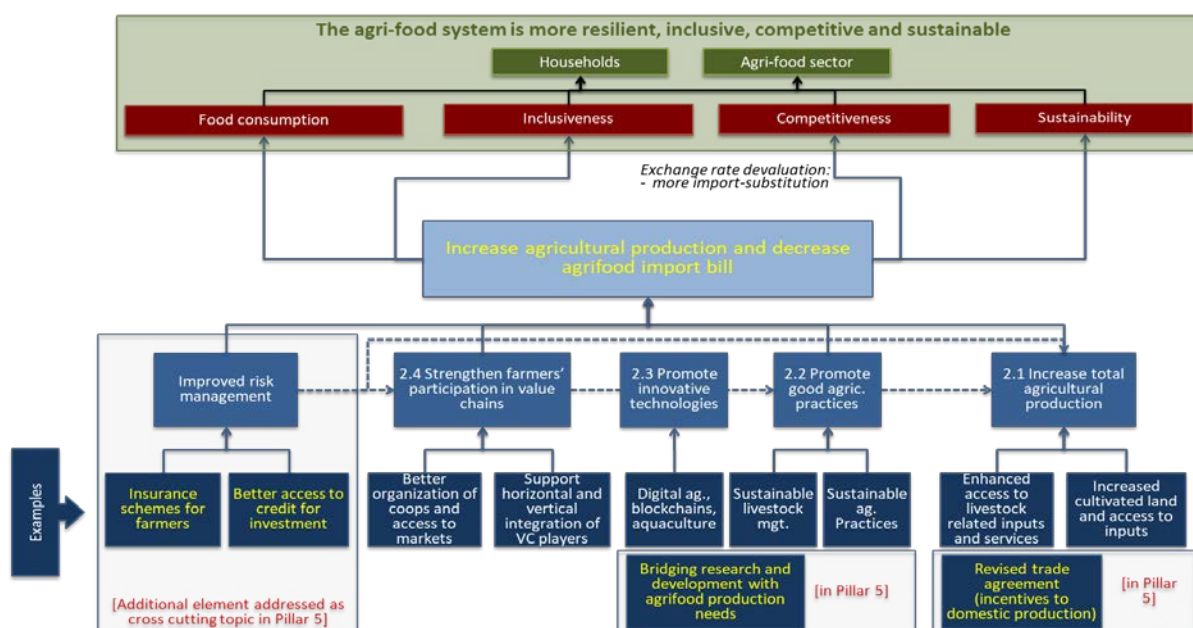 The agri-food system is more resilient, inclusive, competitive and sustainable
Households
Agri-food sector
Food consumption
Inclusiveness
Competitiveness
Sustainability
Exchange rate devaluation:
- more import-substitution
Increase agricultural production and decrease
agrifood import bill
Improved risk
management
2.4 Strengthen farmers'
participation in value
chains
2.3 Promote
innovative
technologies
2.2 Promote
good agric.
practices
2.1 Increase total
agricultural
production
Examples
Insurance
schemes for
farmers
Better access to
credit for
investment
Better
organization of
coops and access
to markets
Support
horizontal and
vertical
integration of
VC players
Digital ag.,
blockchains,
aquaculture
Sustainable
livestock
mgt.
Sustainable
ag.
Practices
Enhanced
access to
livestock
related inputs
and services
Increased
cultivated land
and access to
inputs
[Additional element addressed as
cross cutting topic in Pillar 5]
Bridging research and
development with
agrifood production
needs
[in Pillar 5]
Revised trade
agreement
(incentives to
domestic production)
[in Pillar
5]